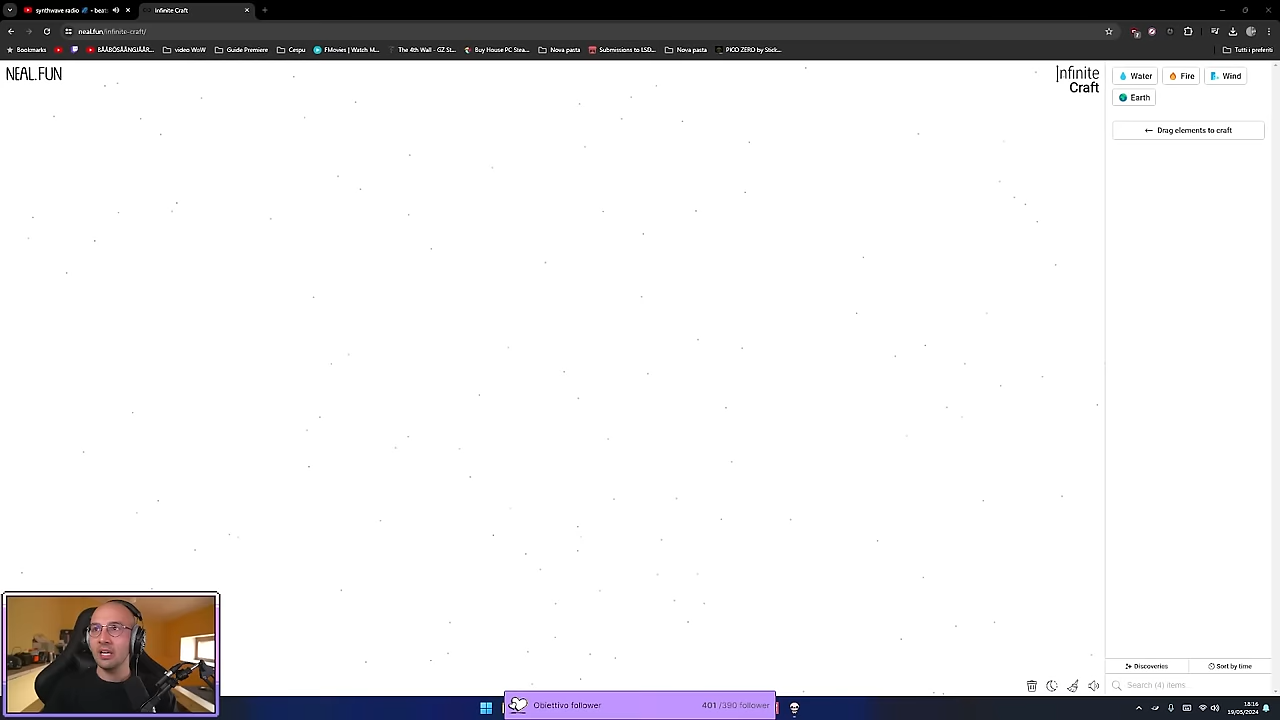 synthwave radio
beat:
Infinite Craft
neal.fun/infinite-craft/
Bookmarks
BÅÅBÖSÅÅNGJÄÄR...
video WoW
Guide Premiere
Cespu
FMovies | Watch M...
The 4th Wall - GZ St...
Buy House PC Stea...
Nova pasta
Submissions to LSD...
Nova pasta
PICO ZERO by Stick...
Tutti i preferiti
NEAL.FUN
Infinite
Craft
Water
Fire
Wind
Earth
← Drag elements to craft
Discoveries
Sort by time
Search (4) items
Obiettivo follower
401 /390 follower
18:16
19/05/2024